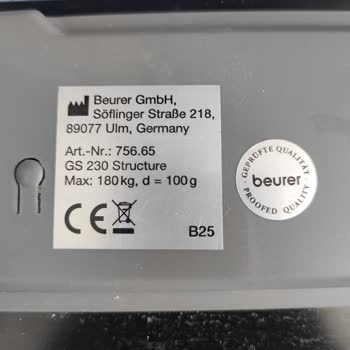 Beurer GmbH,
Söflinger Straße 218,
89077 Ulm, Germany
Art.-Nr.: 756.65
GS 230 Structure
Max: 180 kg, d = 100 g
CE
B25
· GEPRÜFTE QUALITÄT ·
beurer
PROOFED QUALITY